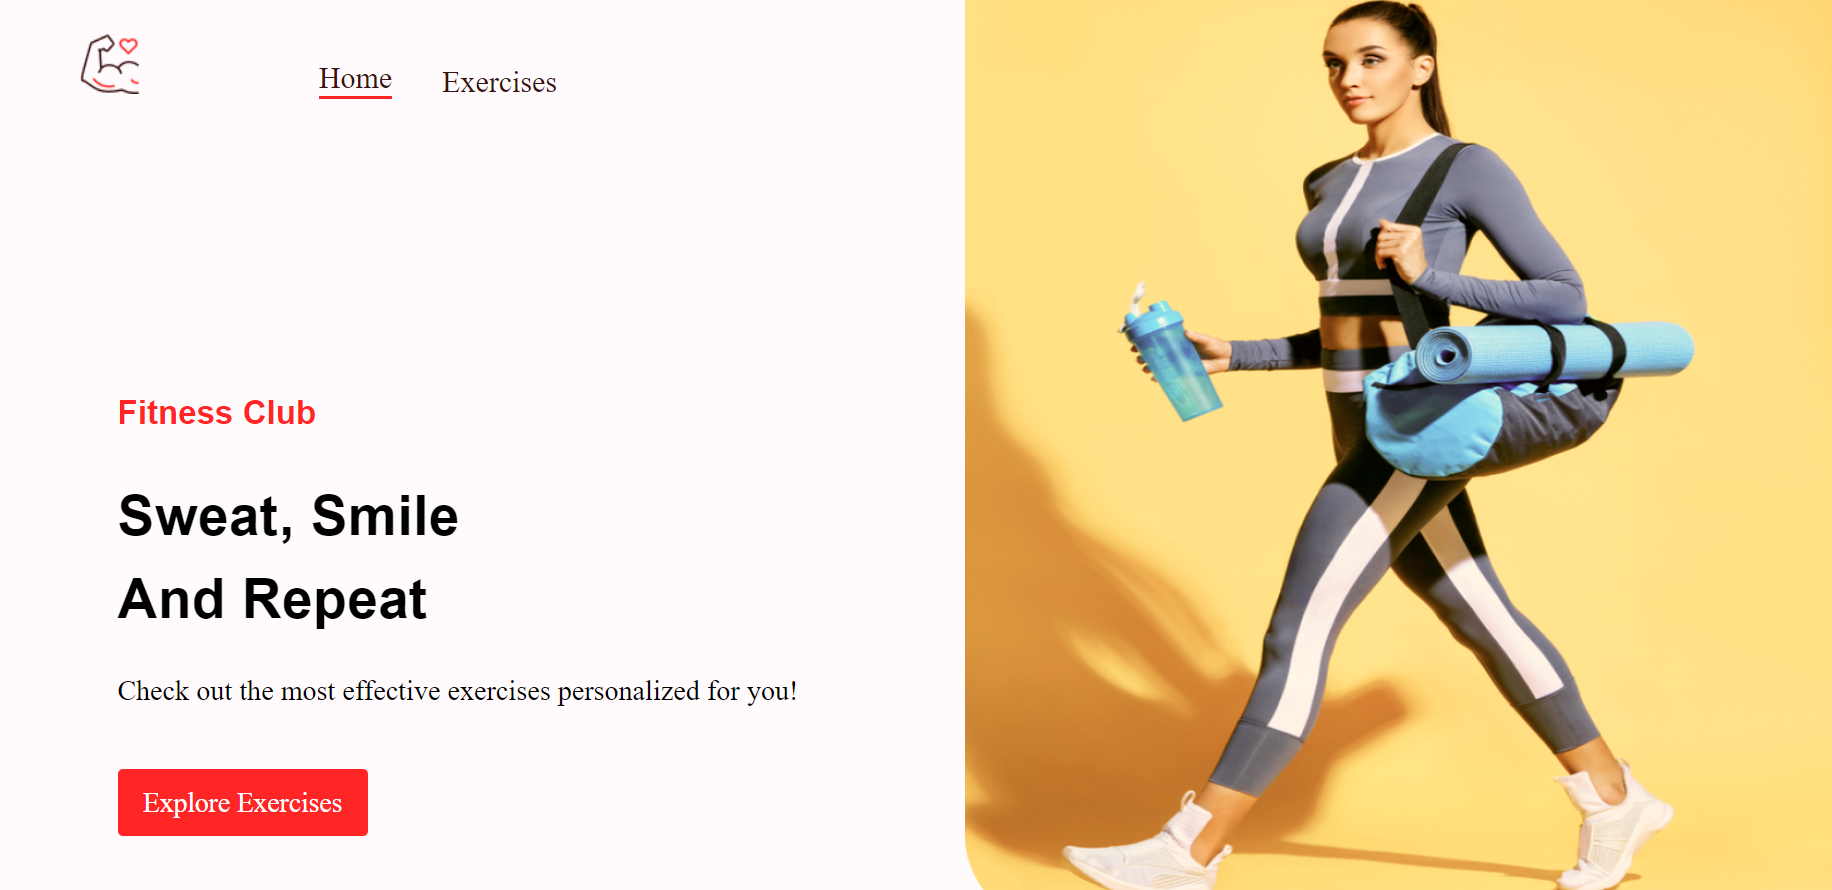 Home
Exercises
Fitness Club
Sweat, Smile
And Repeat
Check out the most effective exercises personalized for you!
Explore Exercises